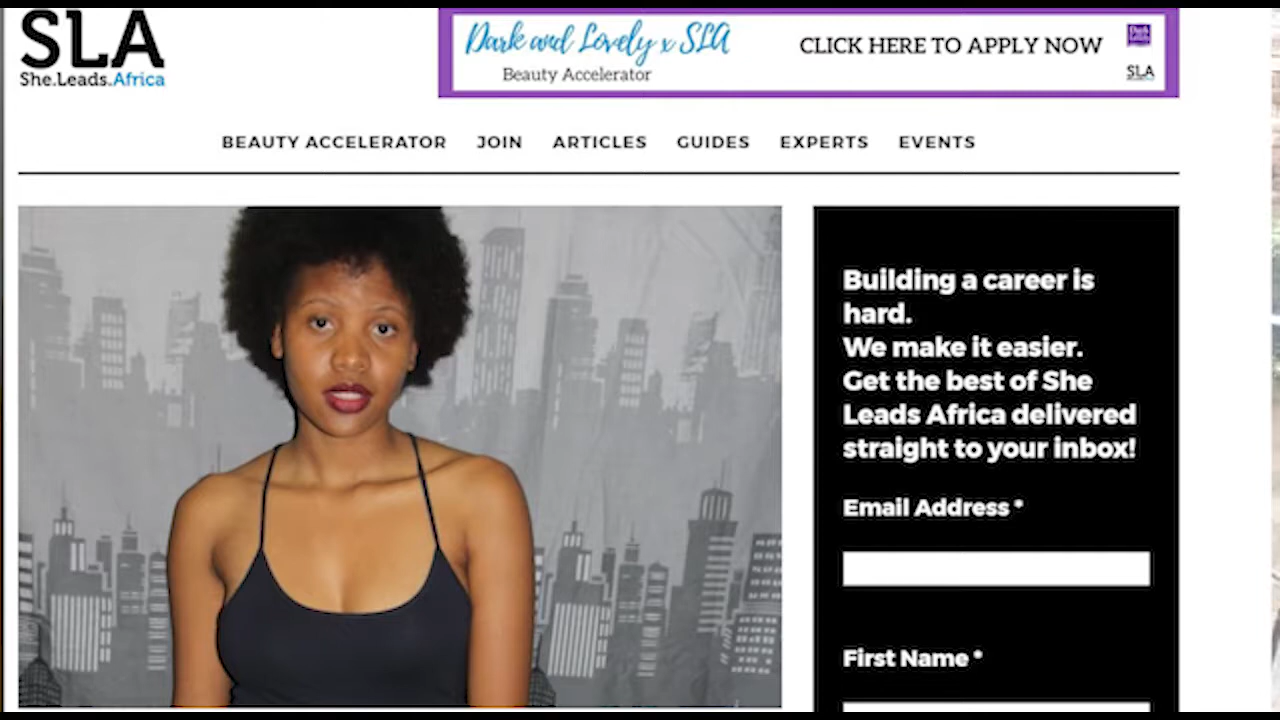 SLA
She.Leads.Africa
Dark and Lovely x SLA
Beauty Accelerator
CLICK HERE TO APPLY NOW
SLA
BEAUTY ACCELERATOR JOIN ARTICLES GUIDES EXPERTS EVENTS
Building a career is
hard.
We make it easier.
Get the best of She
Leads Africa delivered
straight to your inbox!
Email Address *
First Name *